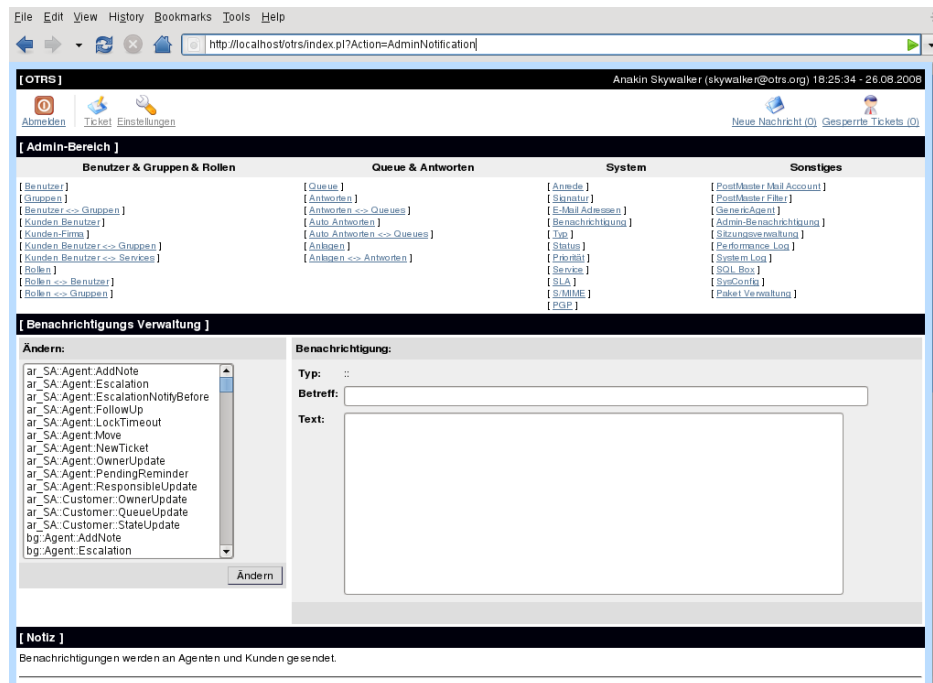 File Edit View History Bookmarks Tools Help
http://localhost/otrs/index.pl?Action=AdminNotification
[ OTRS ] Anakin Skywalker (skywalker@otrs.org) 18:25:34 - 26.08.2008
Abmelden Ticket Einstellungen Neue Nachricht (0) Gesperrte Tickets (0)
[ Admin-Bereich ]
Benutzer & Gruppen & Rollen Queue & Antworten System Sonstiges
[ Benutzer ] [ Queue ] [ Anrede ] [ PostMaster Mail Account ]
[ Gruppen ] [ Antworten ] [ Signatur ] [ PostMaster Filter ]
[ Benutzer <-> Gruppen ] [ Antworten <-> Queues ] [ E-Mail Adressen ] [ GenericAgent ]
[ Kunden Benutzer ] [ Auto Antworten ] [ Benachrichtigung ] [ Admin-Benachrichtigung ]
[ Kunden-Firma ] [ Auto Antworten <-> Queues ] [ Typ ] [ Sitzungsverwaltung ]
[ Kunden Benutzer <-> Gruppen ] [ Anlagen ] [ Status ] [ Performance Log ]
[ Kunden Benutzer <-> Services ] [ Anlagen <-> Antworten ] [ Priorität ] [ System Log ]
[ Rollen ] [ Service ] [ SQL Box ]
[ Rollen <-> Benutzer ] [ SLA ] [ SysConfig ]
[ Rollen <-> Gruppen ] [ S/MIME ] [ Paket Verwaltung ]
[ PGP ]
[ Benachrichtigungs Verwaltung ]
Ändern: Benachrichtigung:
Typ: ::
Betreff:
Text:
ar_SA::Agent::AddNote
ar_SA::Agent::Escalation
ar_SA::Agent::EscalationNotifyBefore
ar_SA::Agent::FollowUp
ar_SA::Agent::LockTimeout
ar_SA::Agent::Move
ar_SA::Agent::NewTicket
ar_SA::Agent::OwnerUpdate
ar_SA::Agent::PendingReminder
ar_SA::Agent::ResponsibleUpdate
ar_SA::Customer::OwnerUpdate
ar_SA::Customer::QueueUpdate
ar_SA::Customer::StateUpdate
bg::Agent::AddNote
bg::Agent::Escalation
Ändern
[ Notiz ]
Benachrichtigungen werden an Agenten und Kunden gesendet.